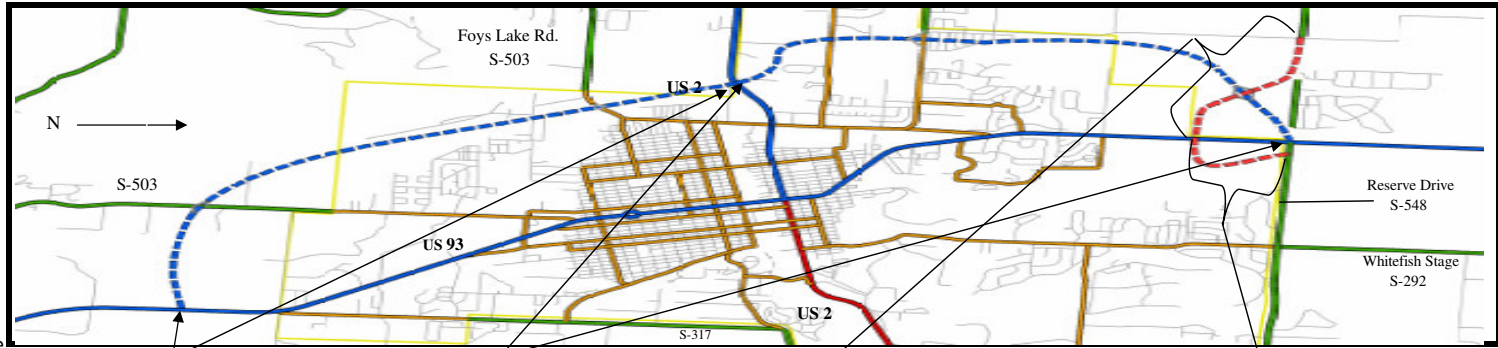 Foys Lake Rd.
S-503
US 2
N
S-503
Reserve Drive
S-548
US 93
Whitefish Stage
S-292
US 2
S-317